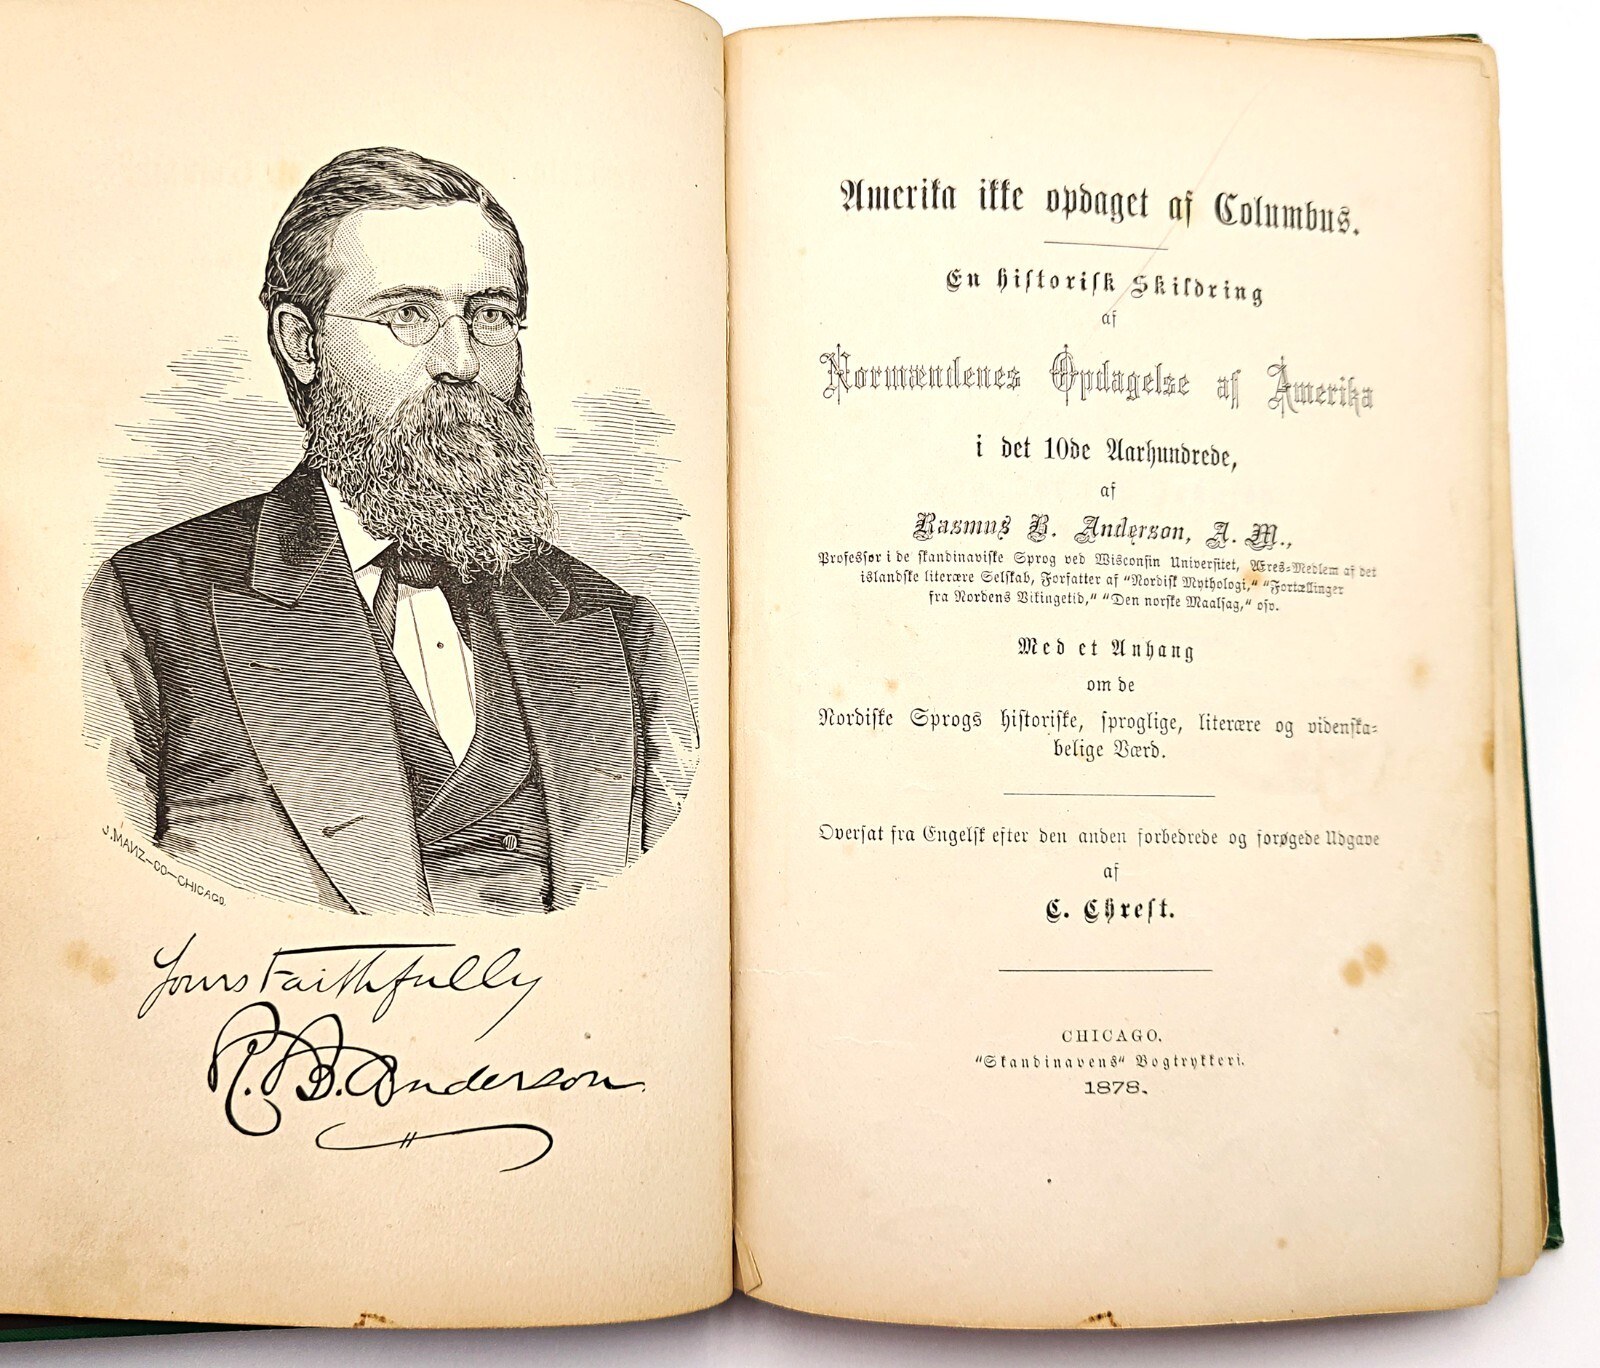 J. MANZ-CO-CHICAGO.
Yours Faithfully
R. B. Anderson.
Amerika ikke opdaget af Columbus.
En historisk Skildring
af
Normændenes Opdagelse af Amerika
i det 10de Aarhundrede,
af
Rasmus B. Anderson, A. M.,
Professor i de skandinaviske Sprog ved Wisconsin Universitet, Æres-Medlem af det
islandske literære Selskab, Forfatter af "Nordisk Mythologi," "Fortællinger
fra Nordens Vikingetid," "Den norske Maalsag," osv.
Med et Anhang
om de
Nordiske Sprogs historiske, sproglige, literære og videnska-
belige Værd.
Oversat fra Engelsk efter den anden forbedrede og forøgede Udgave
af
C. Chrest.
CHICAGO.
"Skandinavens" Bogtrykkeri.
1878.